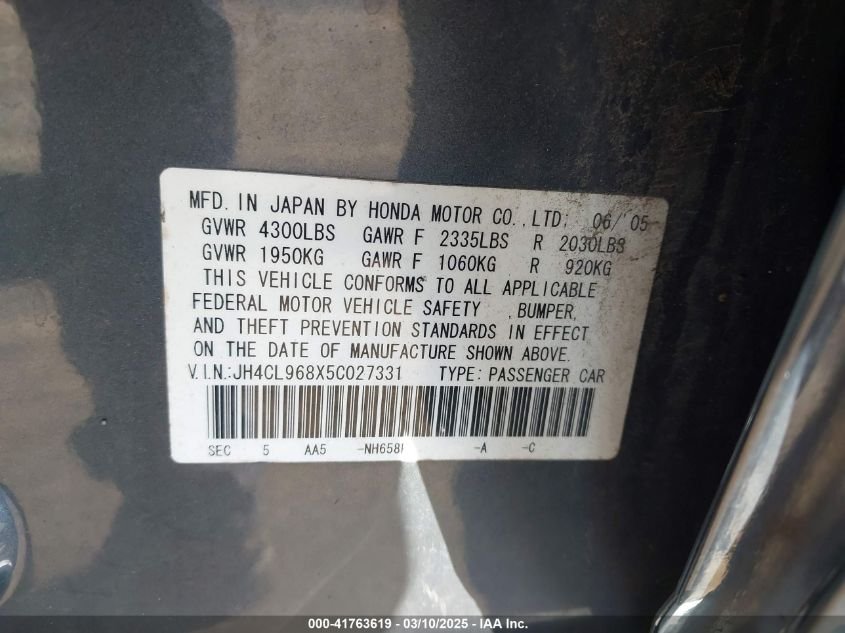 MFD. IN JAPAN BY HONDA MOTOR CO., LTD; 06/'05
GVWR 4300LBS GAWR F 2335LBS R 2030LBS
GVWR 1950KG GAWR F 1060KG R 920KG
THIS VEHICLE CONFORMS TO ALL APPLICABLE
FEDERAL MOTOR VEHICLE SAFETY ,BUMPER,
AND THEFT PREVENTION STANDARDS IN EFFECT
ON THE DATE OF MANUFACTURE SHOWN ABOVE.
V.I.N.:JH4CL968X5C027331 TYPE: PASSENGER CAR
SEC 5 AA5 -NH658 -A -C
000-41763619 - 03/10/2025 - IAA Inc.